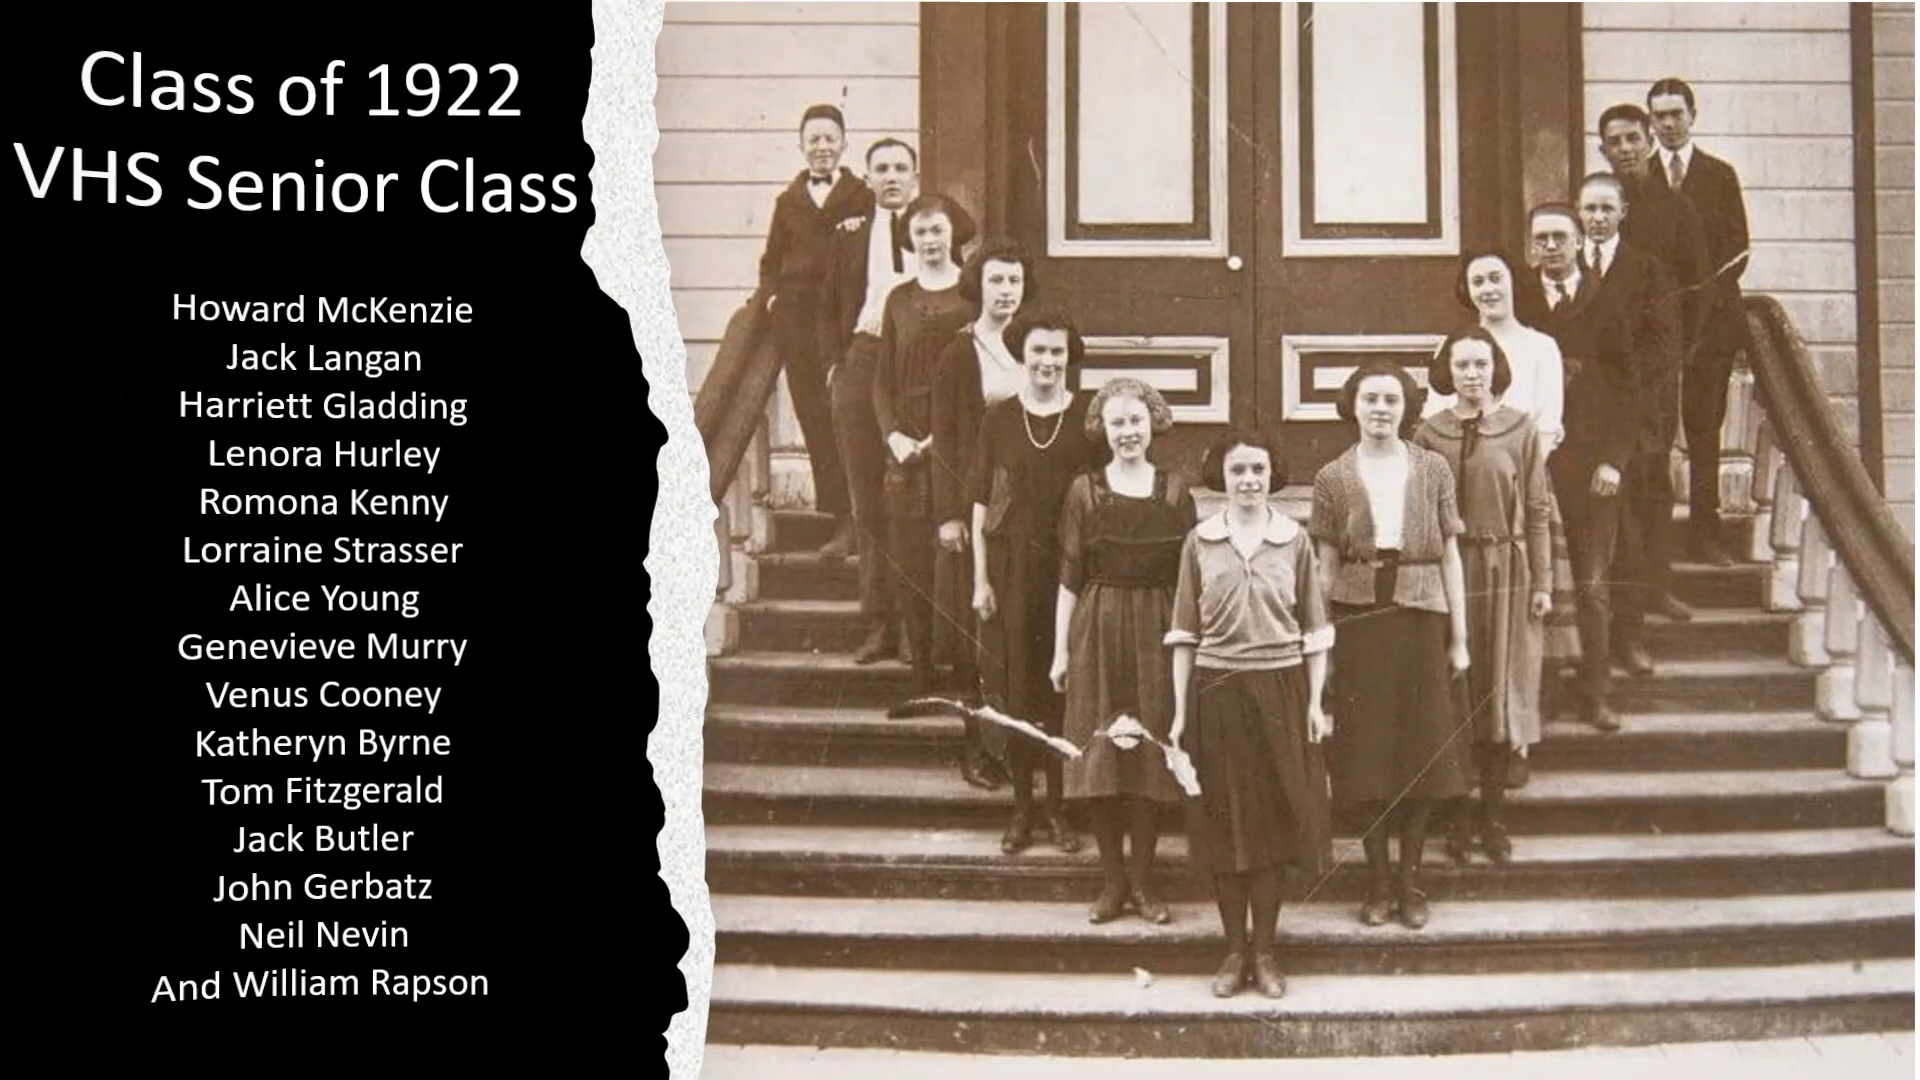 Class of 1922
VHS Senior Class
Howard McKenzie
Jack Langan
Harriett Gladding
Lenora Hurley
Romona Kenny
Lorraine Strasser
Alice Young
Genevieve Murry
Venus Cooney
Katheryn Byrne
Tom Fitzgerald
Jack Butler
John Gerbatz
Neil Nevin
And William Rapson